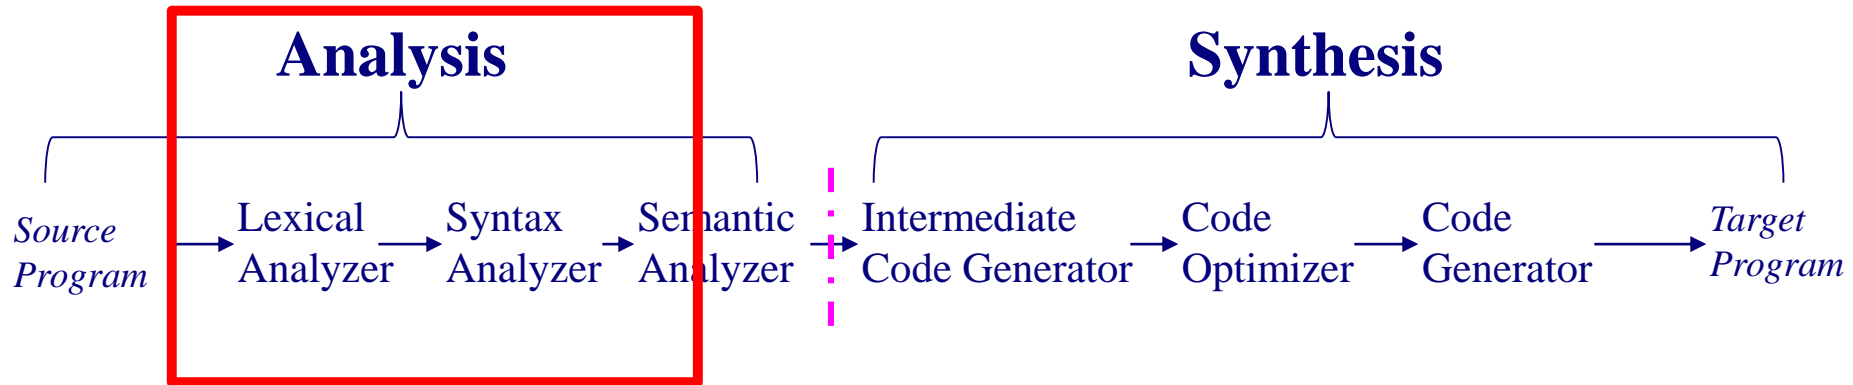 Analysis
Synthesis
Source
Program
Lexical
Analyzer
Syntax
Analyzer
Semantic
Analyzer
Intermediate
Code Generator
Code
Optimizer
Code
Generator
Target
Program